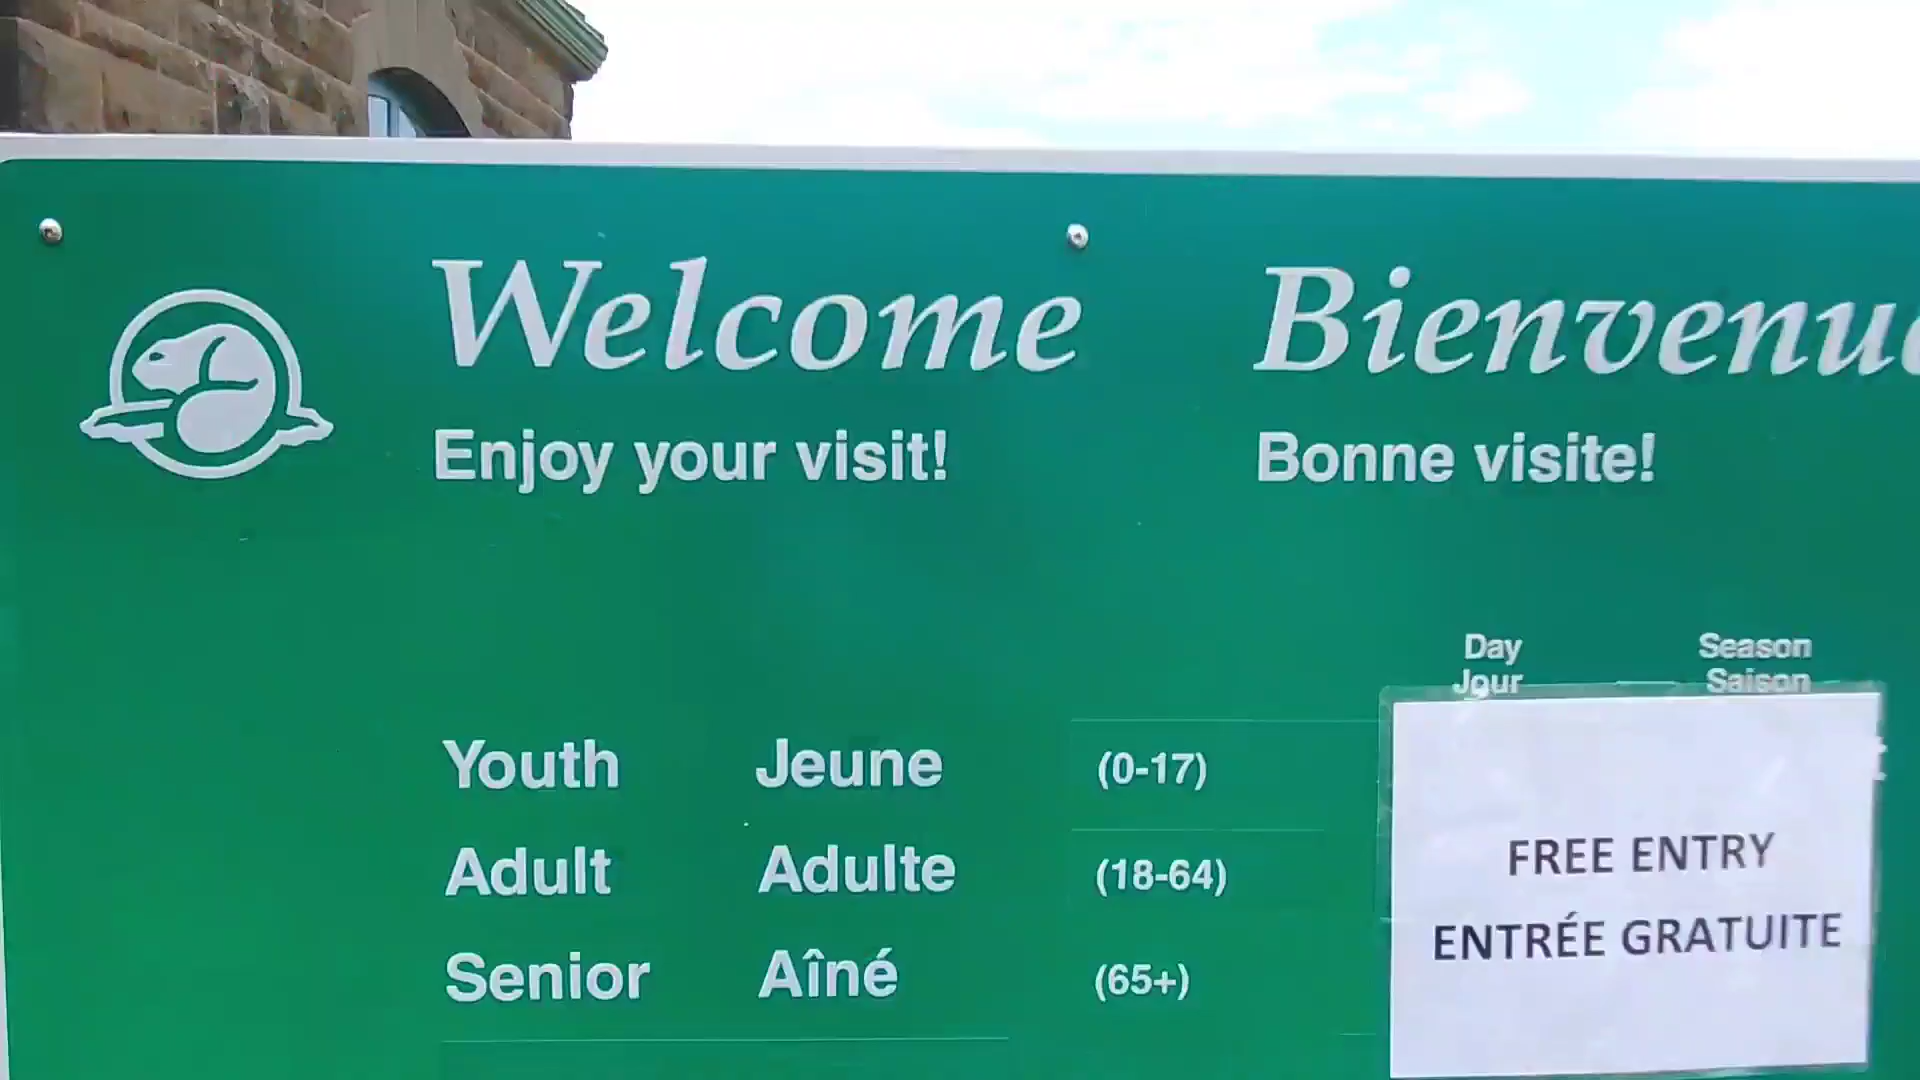 Welcome
Enjoy your visit!
Bienvenue
Bonne visite!
Day
Jour
Season
Saison
Youth Jeune (0-17)
Adult Adulte (18-64)
Senior Aîné (65+)
FREE ENTRY
ENTRÉE GRATUITE